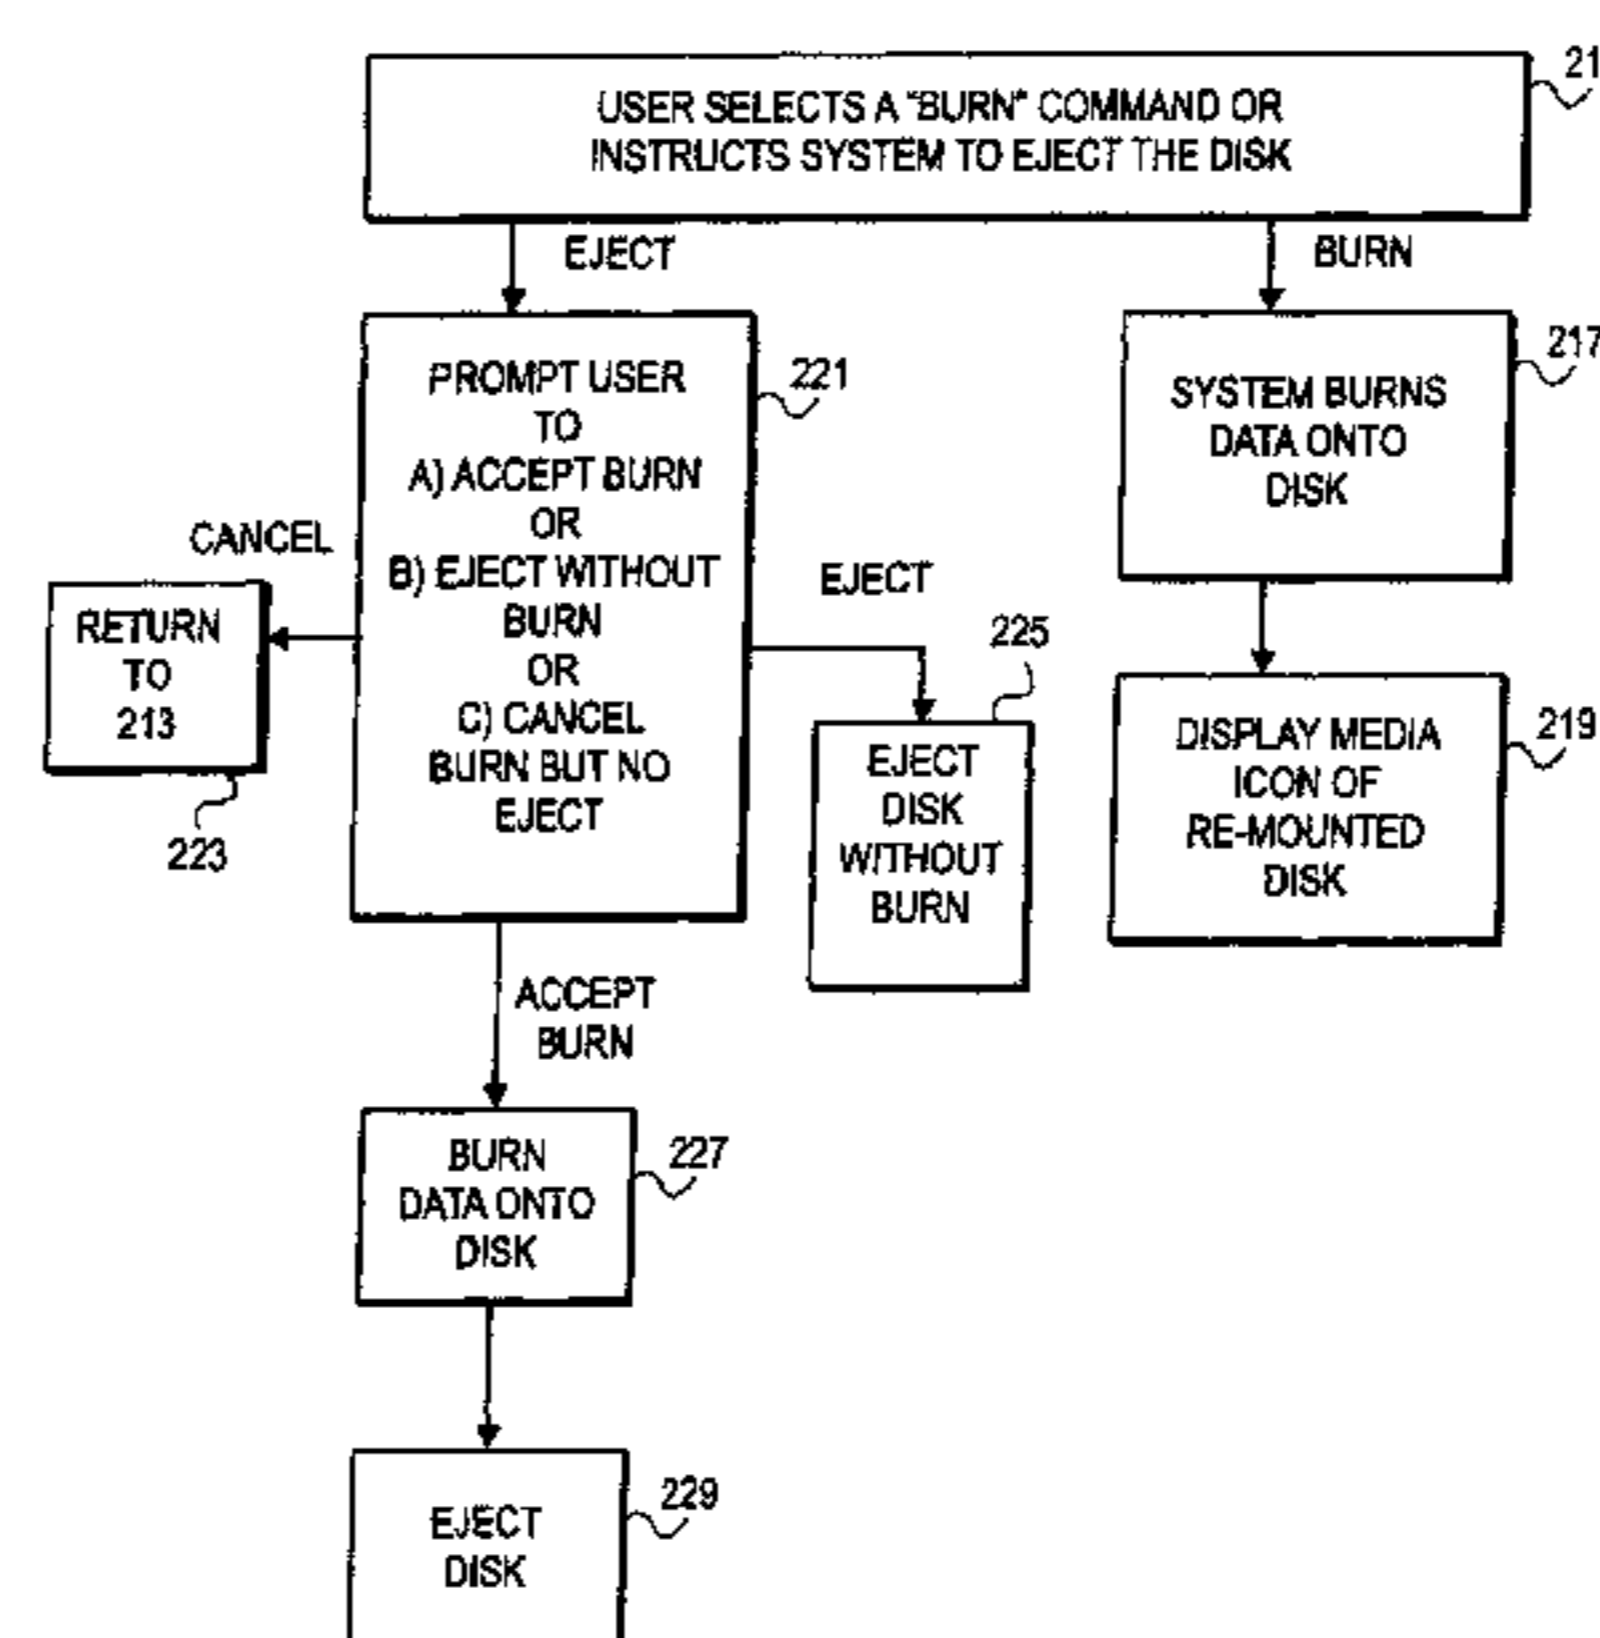 USER SELECTS A "BURN" COMMAND OR
INSTRUCTS SYSTEM TO EJECT THE DISK
21
EJECT
BURN
PROMPT USER
TO
A) ACCEPT BURN
OR
B) EJECT WITHOUT
BURN
OR
C) CANCEL
BURN BUT NO
EJECT
221
SYSTEM BURNS
DATA ONTO
DISK
217
CANCEL
RETURN
TO
213
223
EJECT
225
EJECT
DISK
WITHOUT
BURN
DISPLAY MEDIA
ICON OF
RE-MOUNTED
DISK
219
ACCEPT
BURN
BURN
DATA ONTO
DISK
227
EJECT
DISK
229